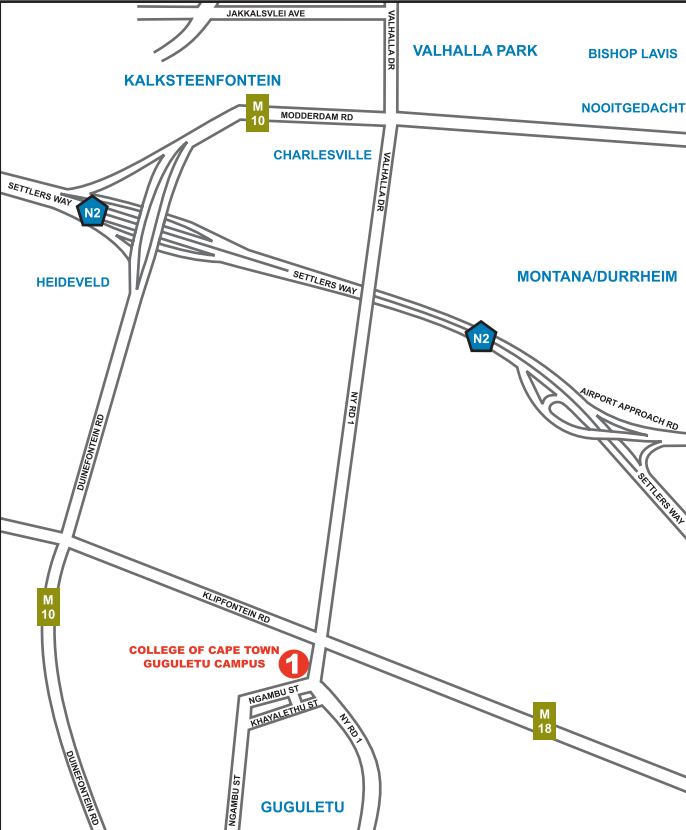 JAKKALSVLEI AVE
VALHALLA DR
VALHALLA PARK
BISHOP LAVIS
KALKSTEENFONTEIN
M
10
MODDERDAM RD
NOOITGEDACHT
CHARLESVILLE
VALHALLA DR
SETTLERS WAY
N2
HEIDEVELD
SETTLERS WAY
MONTANA/DURRHEIM
N2
NY RD 1
AIRPORT APPROACH RD
DUINEFONTEIN RD
SETTLERS WAY
M
10
KLIPFONTEIN RD
COLLEGE OF CAPE TOWN
GUGULETU CAMPUS
1
NGAMBU ST
KHAYALETHU ST
NY RD 1
M
18
DUINEFONTEIN RD
NGAMBU ST
GUGULETU